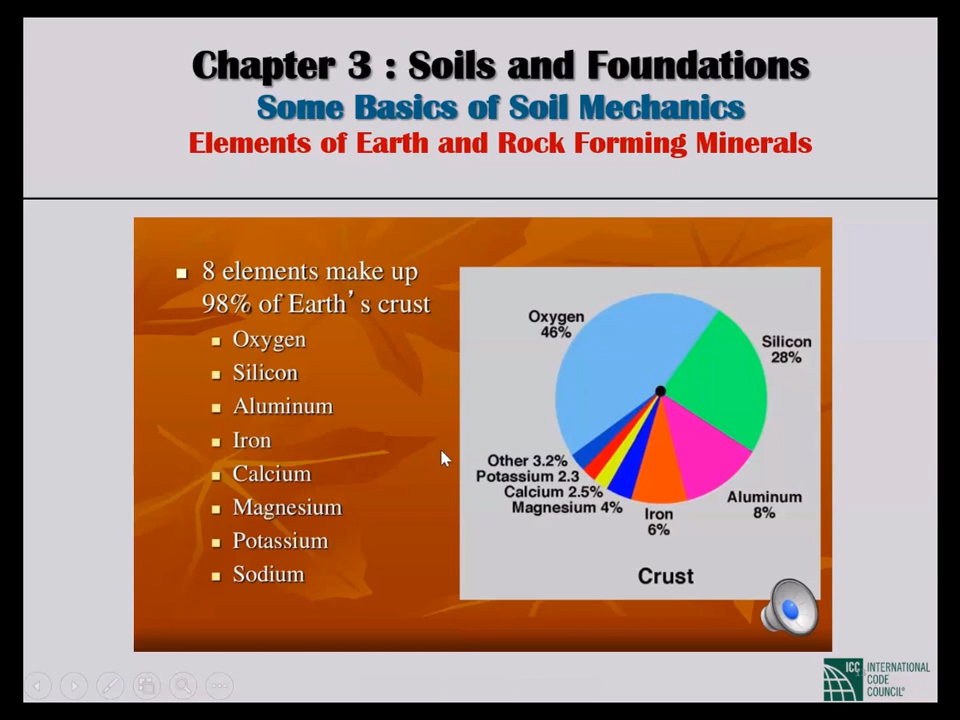 Chapter 3 : Soils and Foundations
Some Basics of Soil Mechanics
Elements of Earth and Rock Forming Minerals
8 elements make up
98% of Earth's crust
Oxygen
Silicon
Aluminum
Iron
Calcium
Magnesium
Potassium
Sodium
Oxygen
46%
Silicon
28%
Other 3.2%
Potassium 2.3
Calcium 2.5%
Magnesium 4%
Iron
6%
Aluminum
8%
Crust
ICC INTERNATIONAL
CODE
COUNCIL®